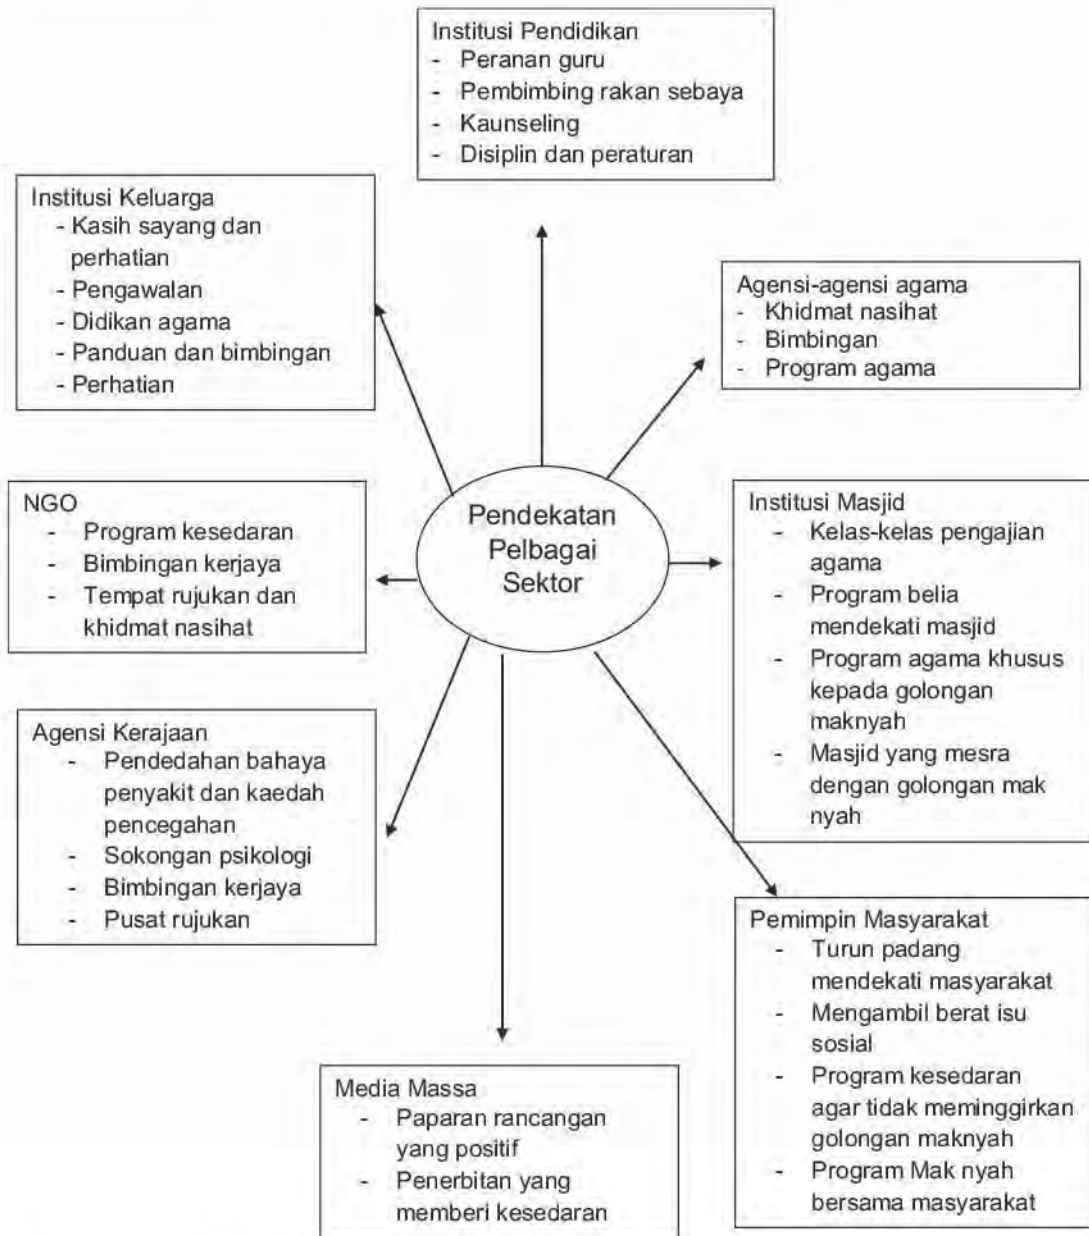 Institusi Pendidikan
- Peranan guru
- Pembimbing rakan sebaya
- Kaunseling
- Disiplin dan peraturan
Institusi Keluarga
- Kasih sayang dan
perhatian
- Pengawalan
- Didikan agama
- Panduan dan bimbingan
- Perhatian
Agensi-agensi agama
- Khidmat nasihat
- Bimbingan
- Program agama
Pendekatan
Pelbagai
Sektor
NGO
- Program kesedaran
- Bimbingan kerjaya
- Tempat rujukan dan
khidmat nasihat
Institusi Masjid
- Kelas-kelas pengajian
agama
- Program belia
mendekati masjid
- Program agama khusus
kepada golongan
maknyah
- Masjid yang mesra
dengan golongan mak
nyah
Agensi Kerajaan
- Pendedahan bahaya
penyakit dan kaedah
pencegahan
- Sokongan psikologi
- Bimbingan kerjaya
- Pusat rujukan
Pemimpin Masyarakat
- Turun padang
mendekati masyarakat
- Mengambil berat isu
sosial
- Program kesedaran
agar tidak meminggirkan
golongan maknyah
- Program Mak nyah
bersama masyarakat
Media Massa
- Paparan rancangan
yang positif
- Penerbitan yang
memberi kesedaran